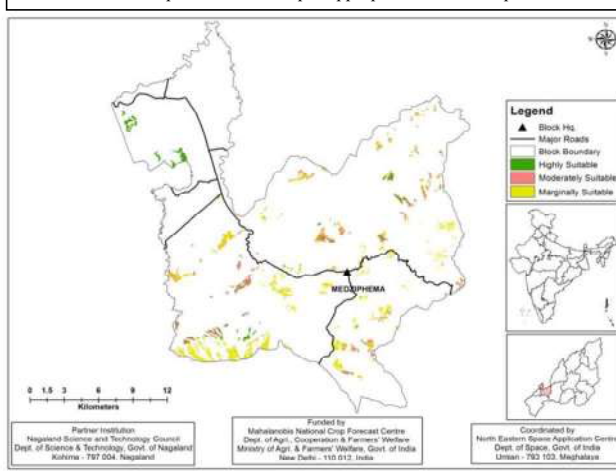 Legend
Block Hq.
Major Roads
Block Boundary
Highly Suitable
Moderately Suitable
Marginally Suitable
MEDZIPHEMA
0 1.5 3 6 9 12
Kilometers
Partner Institution
Nagaland Science and Technology Council
Dept. of Science & Technology, Govt. of Nagaland
Kohima - 797 004. Nagaland
Funded by
Mahalanobis National Crop Forecast Centre
Dept. of Agri., Cooperation & Farmers' Welfare
Ministry of Agri. & Farmers' Welfare, Govt. of India
New Delhi - 110 012, India
Coordinated by
North Eastern Space Application Centre
Dept. of Space, Govt. of India
Umiam - 793 103. Meghalaya